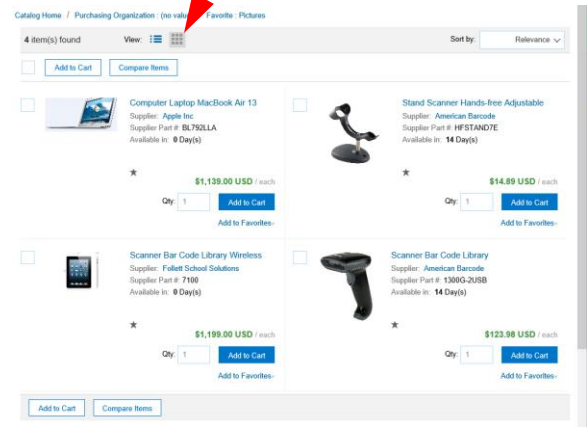 Catalog Home / Purchasing Organization : (no valu Favorite : Pictures
4 item(s) found View: Sort by: Relevance
Add to Cart Compare Items
Computer Laptop MacBook Air 13
Supplier: Apple Inc
Supplier Part #: BL792LLA
Available in: 0 Day(s)
$1,139.00 USD / each
Qty: 1 Add to Cart
Add to Favorites
Stand Scanner Hands-free Adjustable
Supplier: American Barcode
Supplier Part #: HFSTAND7E
Available in: 14 Day(s)
$14.89 USD / each
Qty: 1 Add to Cart
Add to Favorites
Scanner Bar Code Library Wireless
Supplier: Follett School Solutions
Supplier Part #: 7100
Available in: 0 Day(s)
$1,199.00 USD / each
Qty: 1 Add to Cart
Add to Favorites
Scanner Bar Code Library
Supplier: American Barcode
Supplier Part #: 1300G-2USB
Available in: 14 Day(s)
$123.98 USD / each
Qty: 1 Add to Cart
Add to Favorites
Add to Cart Compare Items